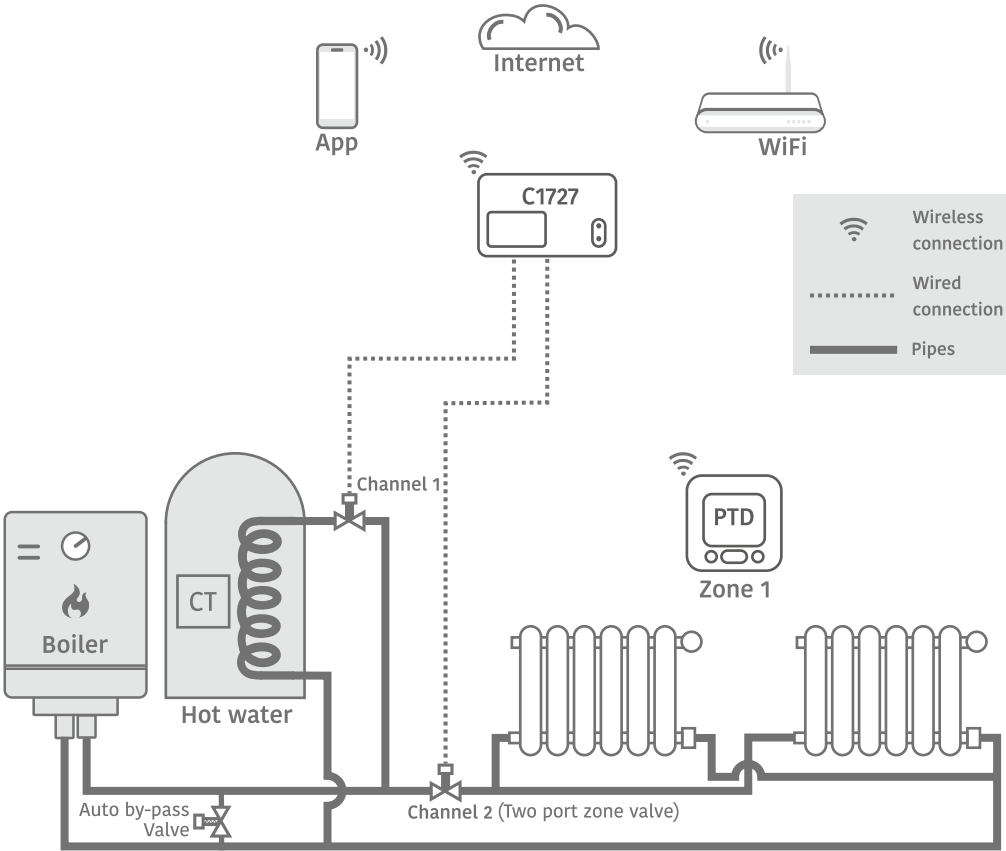 Internet
App
WiFi
C1727
Wireless
connection
Wired
connection
Pipes
Channel 1
PTD
Zone 1
CT
Boiler
Hot water
Auto by-pass
Valve
Channel 2 (Two port zone valve)